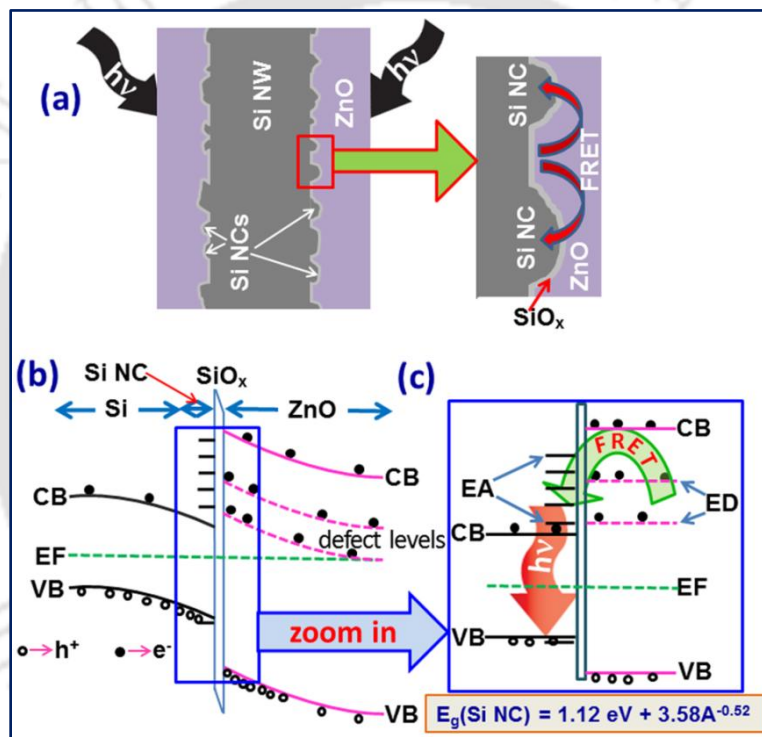 (a)
hν
Si NW
ZnO
hν
Si NCs
Si NC
FRET
Si NC
ZnO
SiOx
(b)
Si NC
SiOx
Si
ZnO
CB
CB
defect levels
EF
VB
VB
h+
e-
zoom in
(c)
FRET
CB
EA
ED
CB
hν
EF
VB
VB
Eg(Si NC) = 1.12 eV + 3.58A-0.52